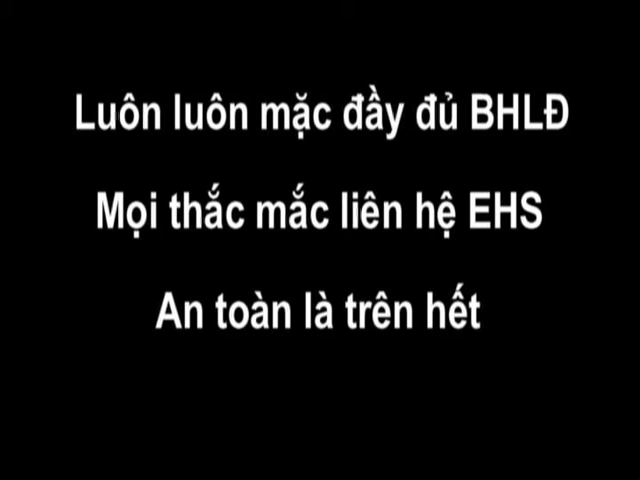 Luôn luôn mặc đầy đủ BHLĐ
Mọi thắc mắc liên hệ EHS
An toàn là trên hết